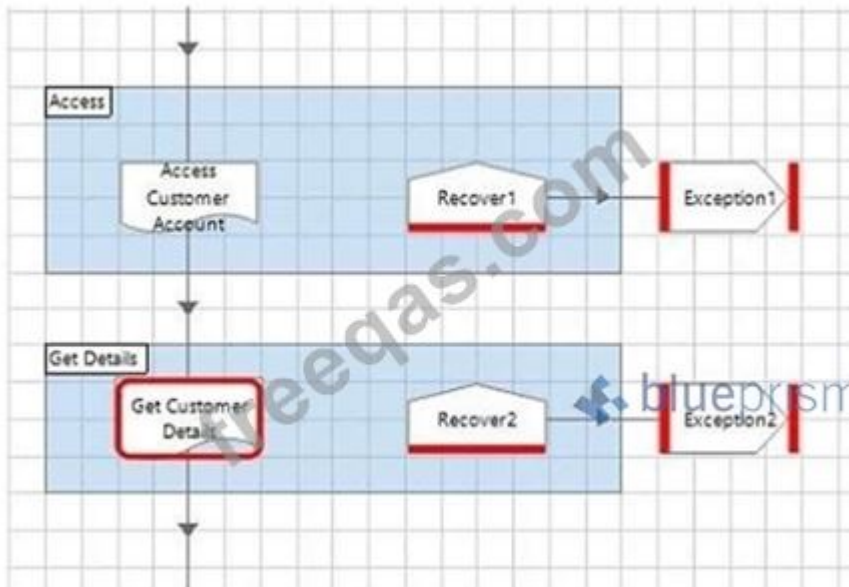 Access
Access
Customer
Account
Recover1
Exception1
Get Details
Get Customer
Details
Recover2
Exception2
blueprism
freeqas.com